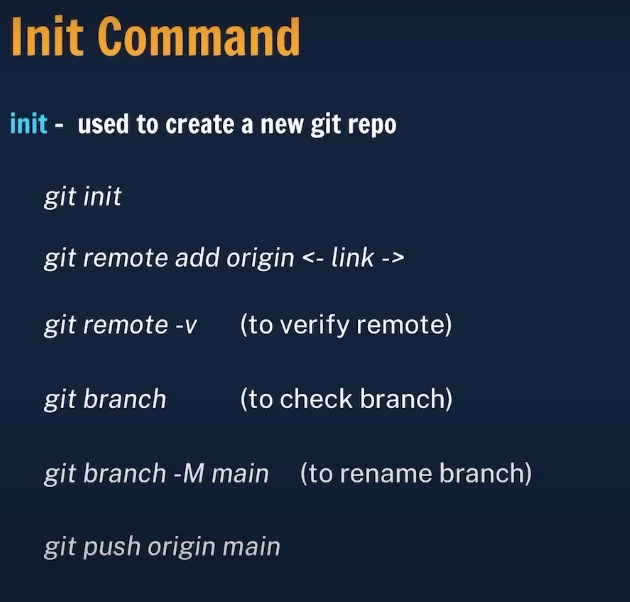 Init Command
init - used to create a new git repo
git init
git remote add origin <- link ->
git remote -v (to verify remote)
git branch (to check branch)
git branch -M main (to rename branch)
git push origin main